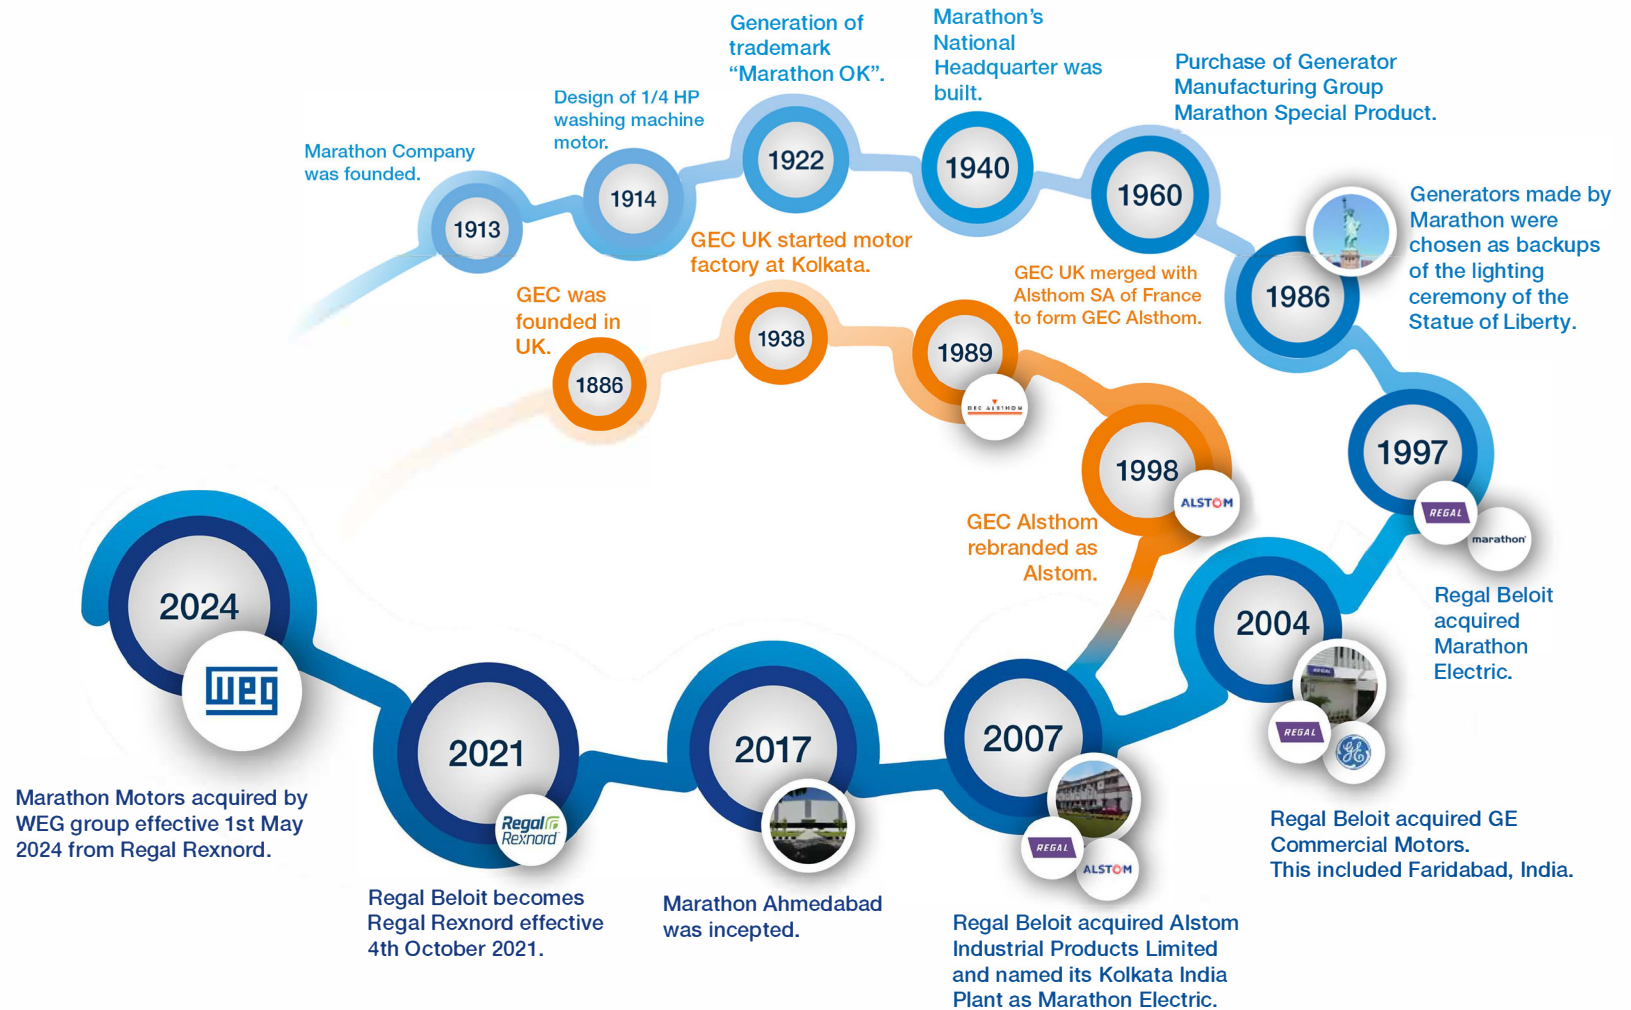 Marathon Company
was founded.
1913
Design of 1/4 HP
washing machine
motor.
1914
Generation of
trademark
“Marathon OK”.
1922
Marathon’s
National
Headquarter was
built.
1940
Purchase of Generator
Manufacturing Group
Marathon Special Product.
1960
Generators made by
Marathon were
chosen as backups
of the lighting
ceremony of the
Statue of Liberty.
1986
GEC was
founded in
UK.
1886
GEC UK started motor
factory at Kolkata.
1938
GEC UK merged with
Alsthom SA of France
to form GEC Alsthom.
1989
GEC ALSTHOM
1998
ALSTOM
GEC Alsthom
rebranded as
Alstom.
1997
REGAL
marathon
Regal Beloit
acquired
Marathon
Electric.
2004
REGAL
REGAL
GE
Regal Beloit acquired GE
Commercial Motors.
This included Faridabad, India.
2007
REGAL
ALSTOM
Regal Beloit acquired Alstom
Industrial Products Limited
and named its Kolkata India
Plant as Marathon Electric.
2017
Marathon Ahmedabad
was incepted.
2021
Regal
Rexnord
Regal Beloit becomes
Regal Rexnord effective
4th October 2021.
2024
weg
Marathon Motors acquired by
WEG group effective 1st May
2024 from Regal Rexnord.